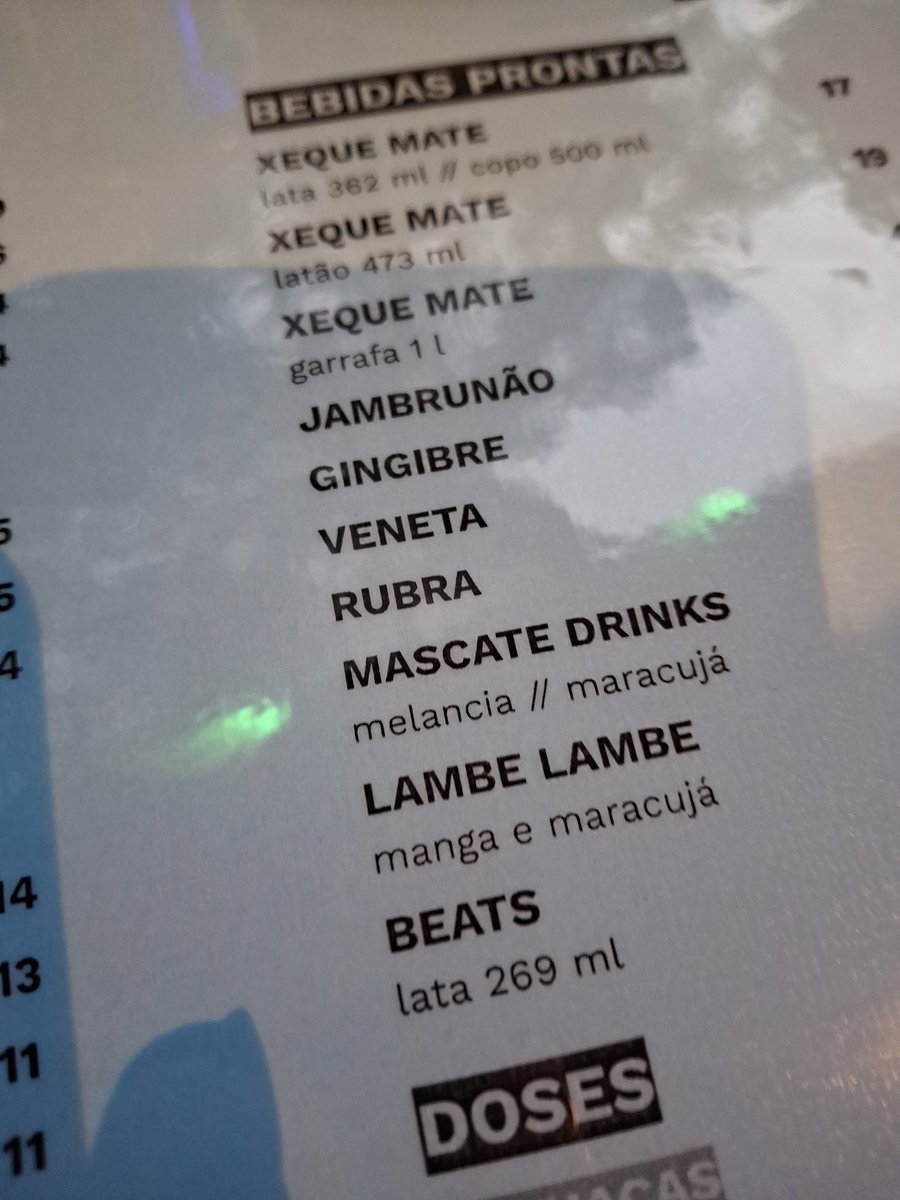 BEBIDAS PRONTAS
XEQUE MATE 17
lata 362 ml // copo 500 ml
XEQUE MATE 19
latão 473 ml
XEQUE MATE
garrafa 1 l
JAMBRUNÃO
GINGIBRE
VENETA
RUBRA
MASCATE DRINKS
melancia // maracujá
LAMBE LAMBE
manga e maracujá
14
BEATS
13
lata 269 ml
11
DOSES
11